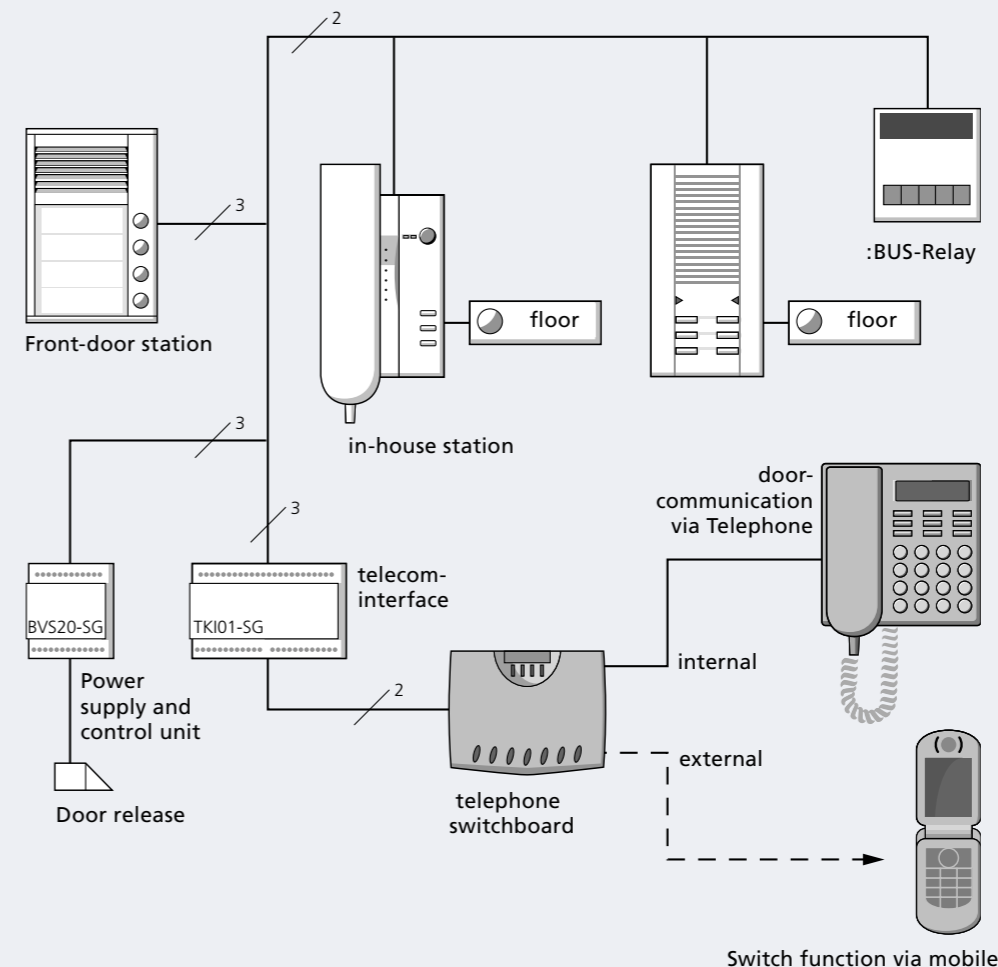 2
3
:BUS-Relay
floor
floor
Front-door station
3
in-house station
door-
communication
via Telephone
3
telecom-
interface
BVS20-SG
TKI01-SG
internal
Power
supply and
control unit
2
external
telephone
switchboard
Door release
Switch function via mobile